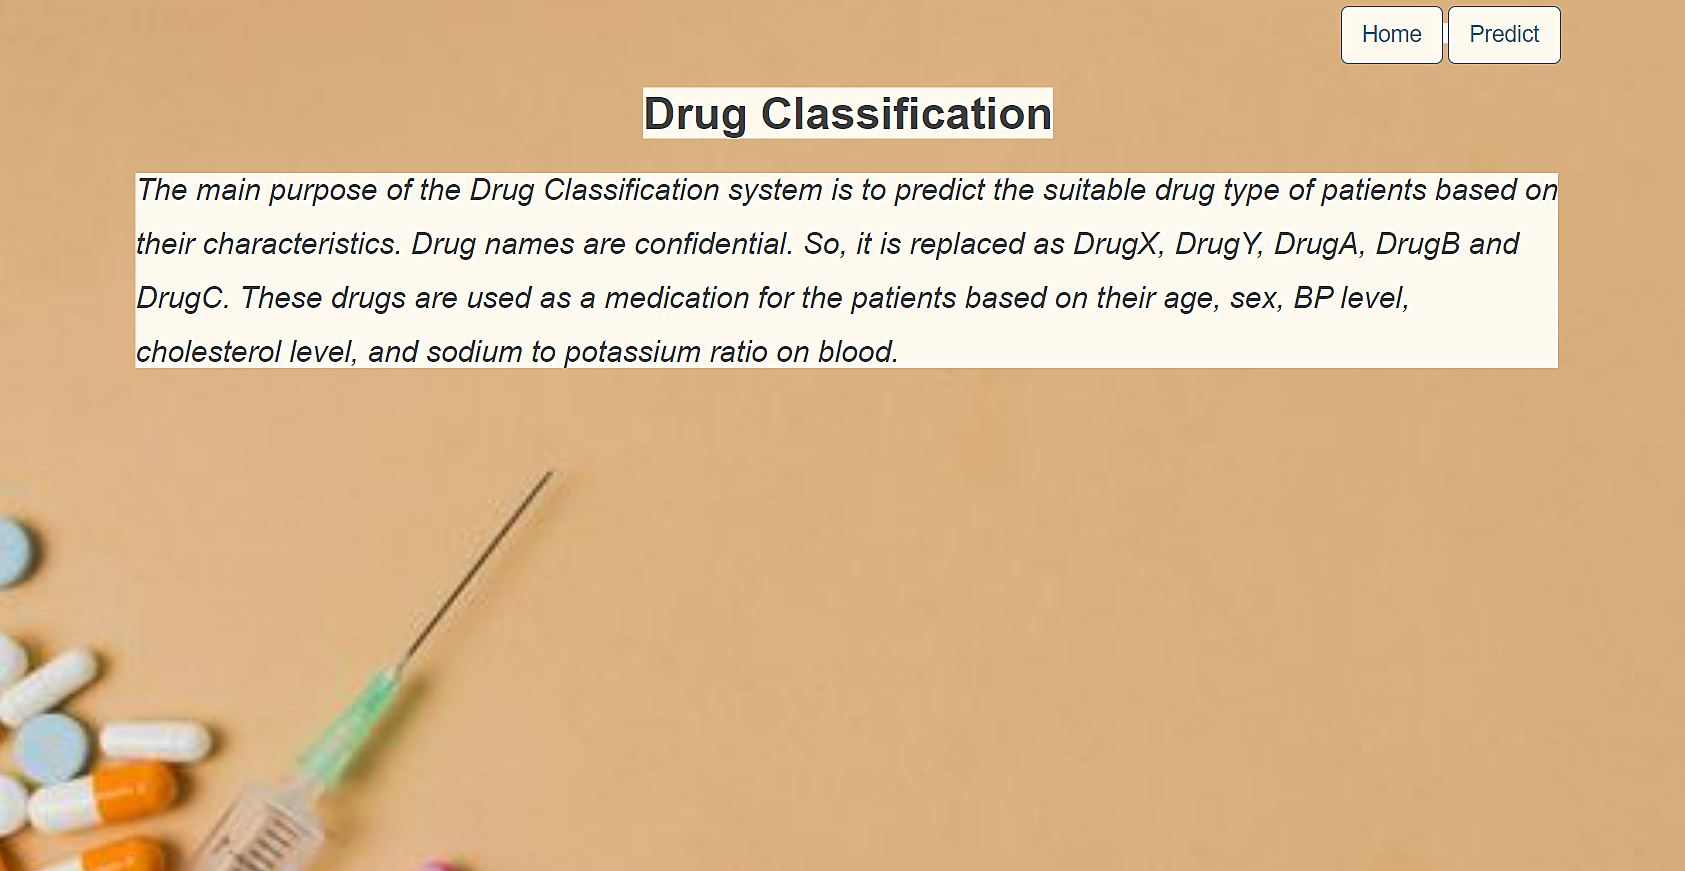 Home Predict
Drug Classification
The main purpose of the Drug Classification system is to predict the suitable drug type of patients based on
their characteristics. Drug names are confidential. So, it is replaced as DrugX, DrugY, DrugA, DrugB and
DrugC. These drugs are used as a medication for the patients based on their age, sex, BP level,
cholesterol level, and sodium to potassium ratio on blood.